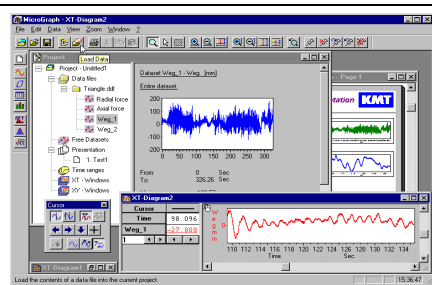 MicroGraph - XT-Diagram2
File Edit Data View Zoom Window ?
Load Data
Project
Project - Untitled1
Data files
Triangle.ddf
Radial force
Axial force
Weg_1
Weg_2
Free Datasets
Presentation
1. Test1
Time ranges
XT - Windows
XY - Windows
Dataset Weg_1 - Weg [mm]
Entire dataset:
200
100
0
-100
-200
0 50 100 150 200 250 300
From: 0 Sec
To: 326.26 Sec
- Page 1
KMT
Cursor
XT-Diagram1
XT-Diagram2
Cursor
Time 98.096
Weg_1 -27.808
1
W
e
g
m
m
0
110 112 114 116 118 120 122 124 126 128 130 132 134
Time Sec
Load the contents of a data file into the current project.
15:36:47